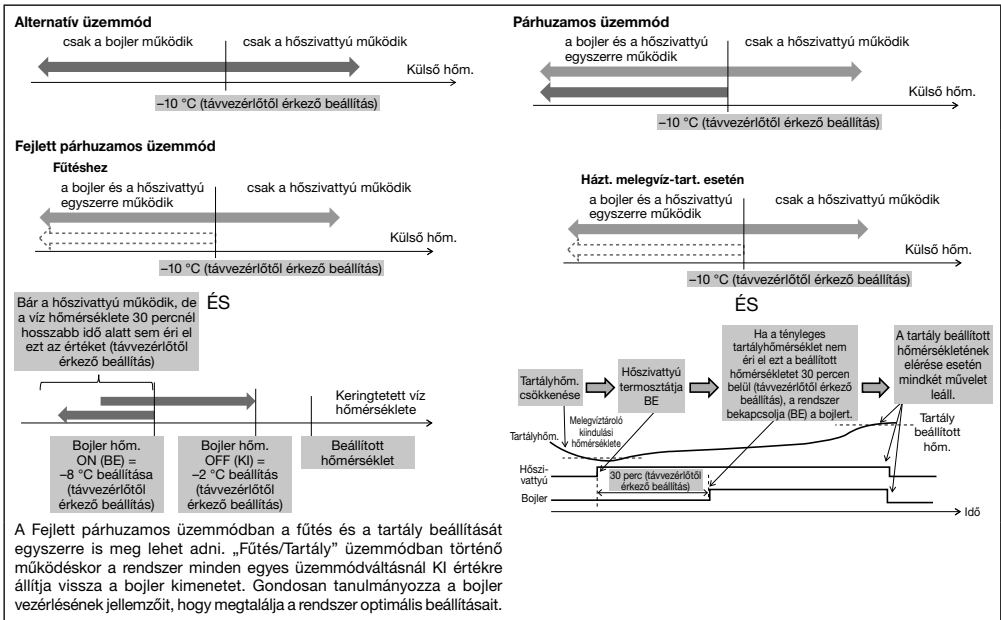 Alternatív üzemmód
csak a bojler működik
csak a hőszivattyú működik
Külső hőm.
–10 °C (távvezérlőtől érkező beállítás)
Párhuzamos üzemmód
a bojler és a hőszivattyú
egyszerre működik
csak a hőszivattyú működik
Külső hőm.
–10 °C (távvezérlőtől érkező beállítás)
Fejlett párhuzamos üzemmód
Fűtéshez
a bojler és a hőszivattyú
egyszerre működik
csak a hőszivattyú működik
Külső hőm.
–10 °C (távvezérlőtől érkező beállítás)
ÉS
Bár a hőszivattyú működik, de
a víz hőmérséklete 30 percnél
hosszabb idő alatt sem éri el
ezt az értéket (távvezérlőtől
érkező beállítás)
Keringtetett víz
hőmérséklete
Bojler hőm.
ON (BE) =
–8 °C beállítása
(távvezérlőtől
érkező beállítás)
Bojler hőm.
OFF (KI) =
–2 °C beállítás
(távvezérlőtől
érkező beállítás)
Beállított
hőmérséklet
Házt. melegvíz-tart. esetén
a bojler és a hőszivattyú
egyszerre működik
csak a hőszivattyú működik
Külső hőm.
–10 °C (távvezérlőtől érkező beállítás)
ÉS
Tartályhőm.
csökkenése
Hőszivattyú
termosztátja
BE
Ha a tényleges
tartályhőmérséklet nem
éri el ezt a beállított
hőmérsékletet 30 percen
belül (távvezérlőtől érkező
beállítás), a rendszer
bekapcsolja (BE) a bojlert.
A tartály beállított
hőmérsékletének
elérése esetén
mindkét művelet
leáll.
Melegvíztároló
kiindulási
hőmérséklete
Tartályhőm.
Tartály
beállított
hőm.
Hőszi-
vattyú
30 perc (távvezérlőtől
érkező beállítás)
Bojler
Idő
A Fejlett párhuzamos üzemmódban a fűtés és a tartály beállítását
egyszerre is meg lehet adni. „Fűtés/Tartály” üzemmódban történő
működéskor a rendszer minden egyes üzemmódváltásnál KI értékre
állítja vissza a bojler kimenetet. Gondosan tanulmányozza a bojler
vezérlésének jellemzőit, hogy megtalálja a rendszer optimális beállításait.